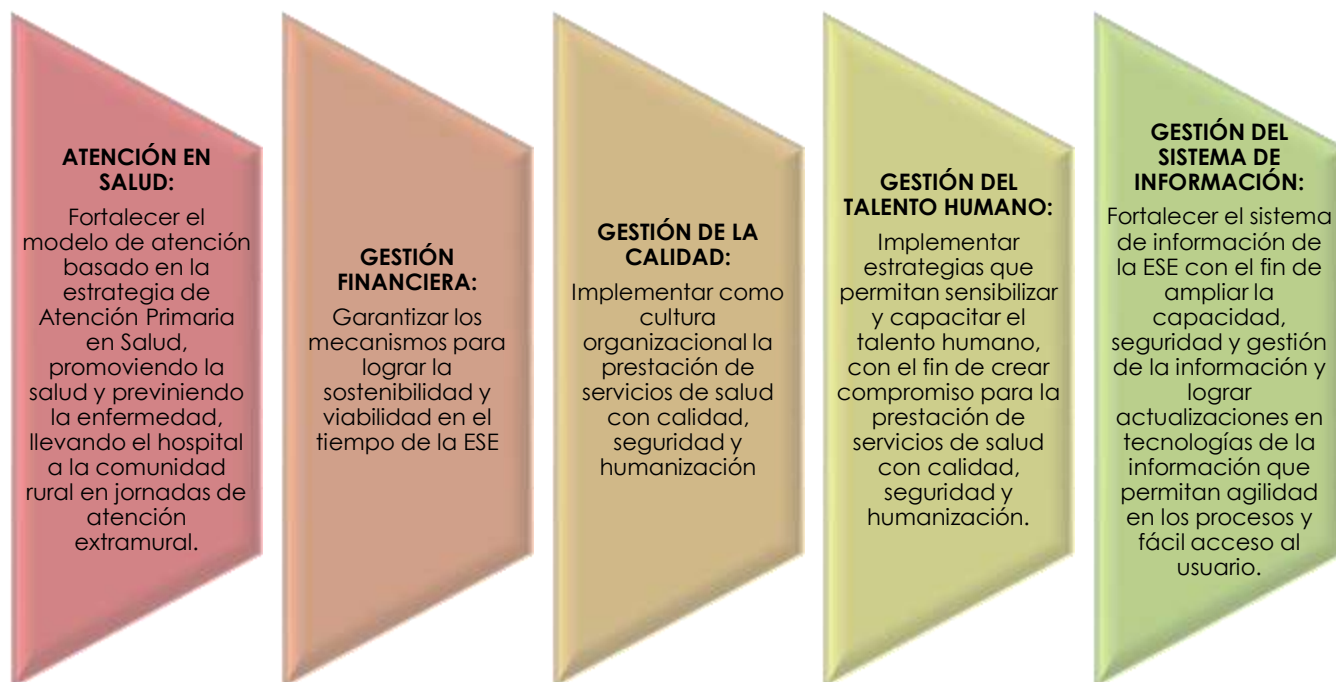 ATENCIÓN EN
SALUD:
Fortalecer el
modelo de atención
basado en la
estrategia de
Atención Primaria
en Salud,
promoviendo la
salud y previniendo
la enfermedad,
llevando el hospital
a la comunidad
rural en jornadas de
atención
extramural.
GESTIÓN
FINANCIERA:
Garantizar los
mecanismos para
lograr la
sostenibilidad y
viabilidad en el
tiempo de la ESE
GESTIÓN DE LA
CALIDAD:
Implementar como
cultura
organizacional la
prestación de
servicios de salud
con calidad,
seguridad y
humanización
GESTIÓN DEL
TALENTO HUMANO:
Implementar
estrategias que
permitan sensibilizar
y capacitar el
talento humano,
con el fin de crear
compromiso para la
prestación de
servicios de salud
con calidad,
seguridad y
humanización.
GESTIÓN DEL
SISTEMA DE
INFORMACIÓN:
Fortalecer el sistema
de información de
la ESE con el fin de
ampliar la
capacidad,
seguridad y gestión
de la información y
lograr
actualizaciones en
tecnologías de la
información que
permitan agilidad
en los procesos y
fácil acceso al
usuario.